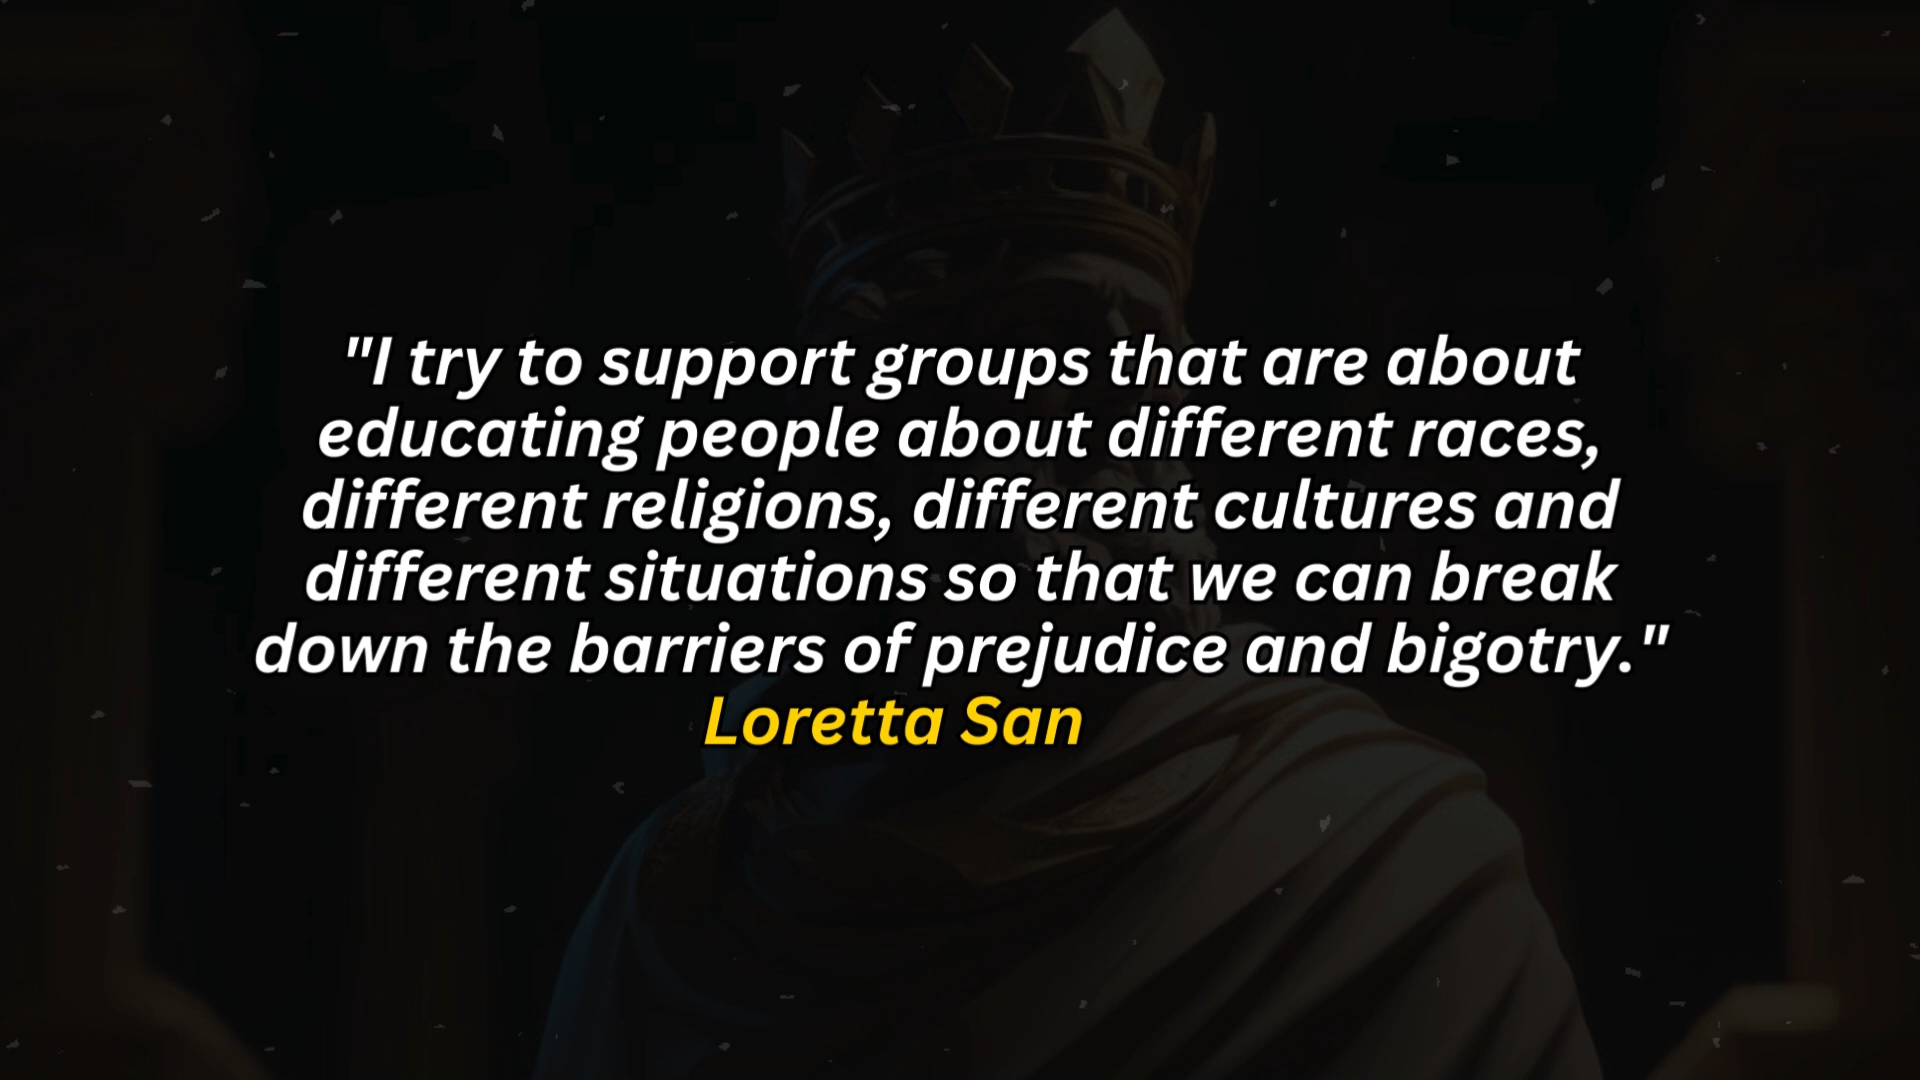 "I try to support groups that are about
educating people about different races,
different religions, different cultures and
different situations so that we can break
down the barriers of prejudice and bigotry."
Loretta San